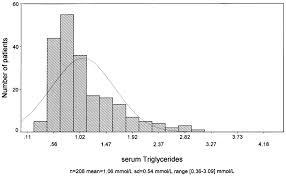 60
40
20
0
Number of patients
.11 1.02 1.92 2.82 3.73
.56 1.47 2.37 3.27 4.18
serum Triglycerides
n=208 mean=1.06 mmol/L sd=0.54 mmol/L range [0.36-3.09] mmol/L